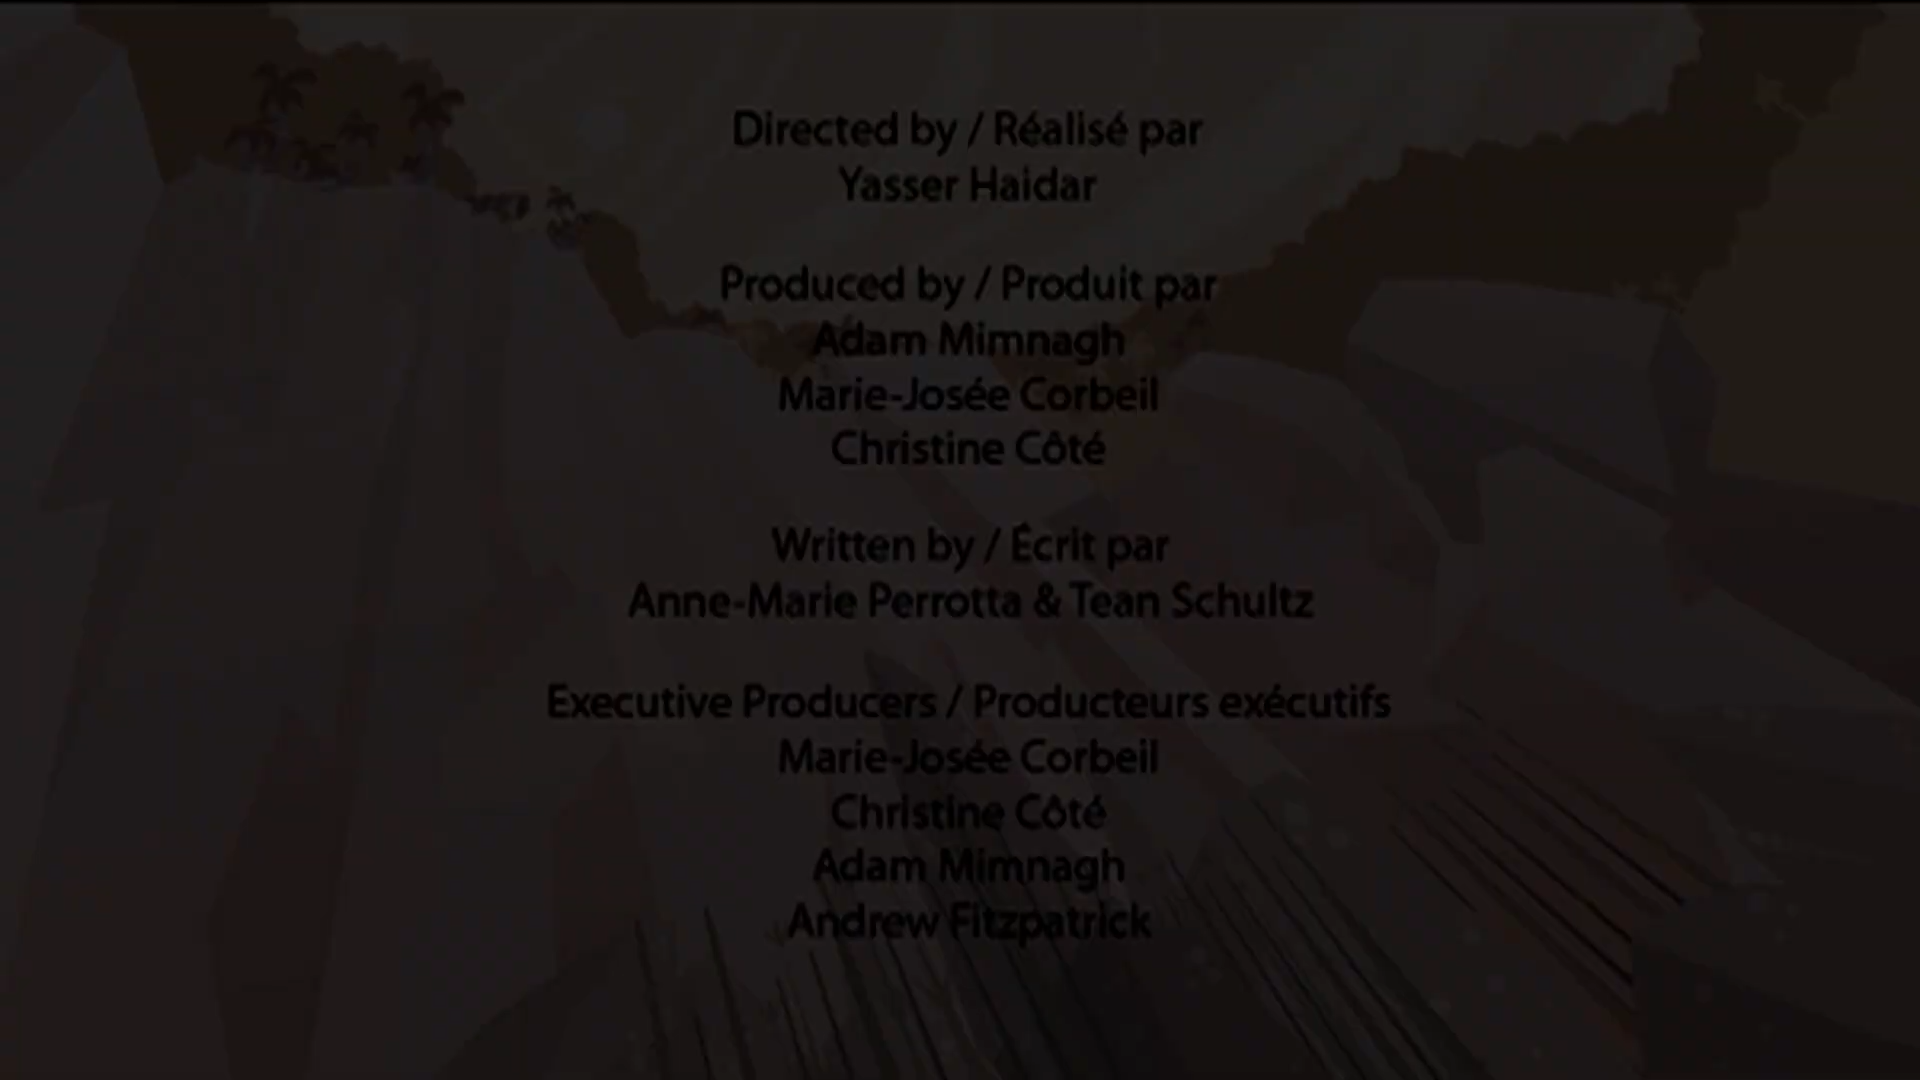 Directed by / Réalisé par
Yasser Haidar
Produced by / Produit par
Adam Mimnagh
Marie-Josée Corbeil
Christine Côté
Written by / Écrit par
Anne-Marie Perrotta & Tean Schultz
Executive Producers / Producteurs exécutifs
Marie-Josée Corbeil
Christine Côté
Adam Mimnagh
Andrew Fitzpatrick